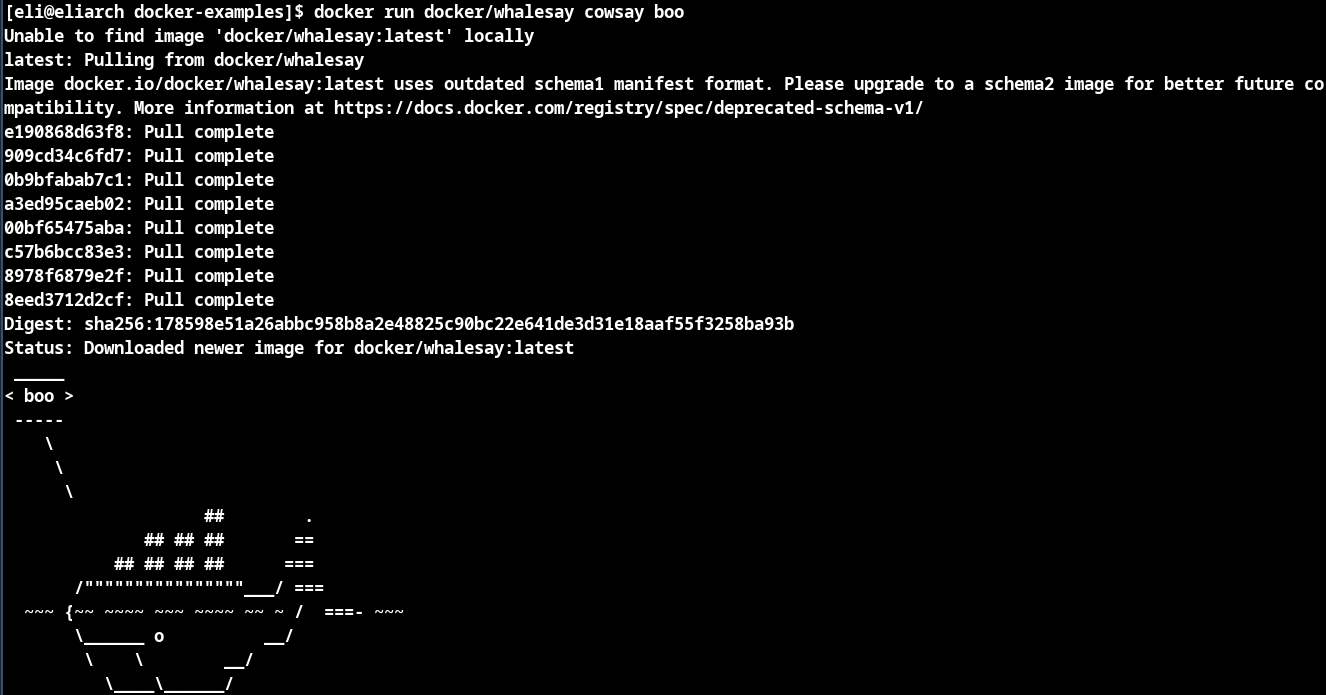 [eli@eliarch docker-examples]$ docker run docker/whalesay cowsay boo
Unable to find image 'docker/whalesay:latest' locally
latest: Pulling from docker/whalesay
Image docker.io/docker/whalesay:latest uses outdated schema1 manifest format. Please upgrade to a schema2 image for better future co
mpatibility. More information at https://docs.docker.com/registry/spec/deprecated-schema-v1/
e190868d63f8: Pull complete
909cd34c6fd7: Pull complete
0b9bfabab7c1: Pull complete
a3ed95caeb02: Pull complete
00bf65475aba: Pull complete
c57b6bcc83e3: Pull complete
8978f6879e2f: Pull complete
8eed3712d2cf: Pull complete
Digest: sha256:178598e51a26abbc958b8a2e48825c90bc22e641de3d31e18aaf55f3258ba93b
Status: Downloaded newer image for docker/whalesay:latest
 _____
< boo >
 -----
    \
     \
      \
                    ##        .
              ## ## ##       ==
           ## ## ## ##      ===
       /""""""""""""""""___/ ===
  ~~~ {~~ ~~~~ ~~~ ~~~~ ~~ ~ /  ===- ~~~
       \______ o          __/
        \    \        __/
          \____\______/